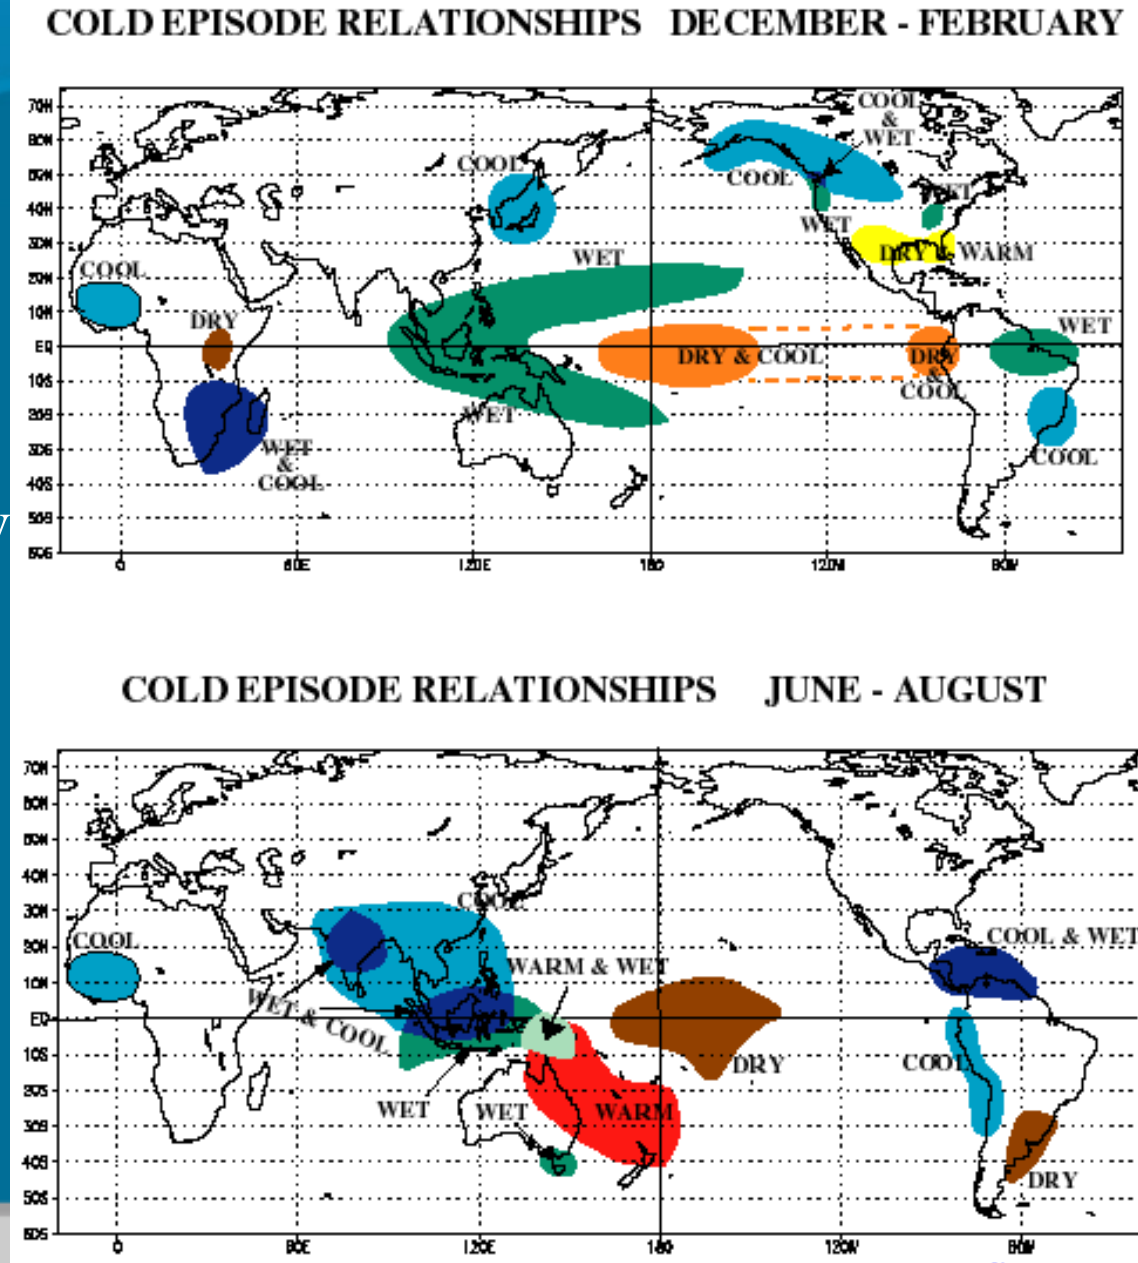 COLD EPISODE RELATIONSHIPS DECEMBER - FEBRUARY
70N
60N
50N
40N
30N
20N
10N
EQ
10S
20S
30S
40S
50S
60S
COOL
&
WET
COOL
COOL
WET
WET
DRY & WARM
WET
COOL
DRY
WET
DRY & COOL
DRY
&
COOL
WET
WET
&
COOL
COOL
0
60E
120E
180
120W
60W
y
COLD EPISODE RELATIONSHIPS JUNE - AUGUST
70N
60N
50N
40N
30N
20N
10N
EQ
10S
20S
30S
40S
50S
60S
COOL
COOL
COOL & WET
WARM & WET
WET & COOL
DRY
COOL
WET
WET
WARM
DRY
0
60E
120E
180
120W
60W